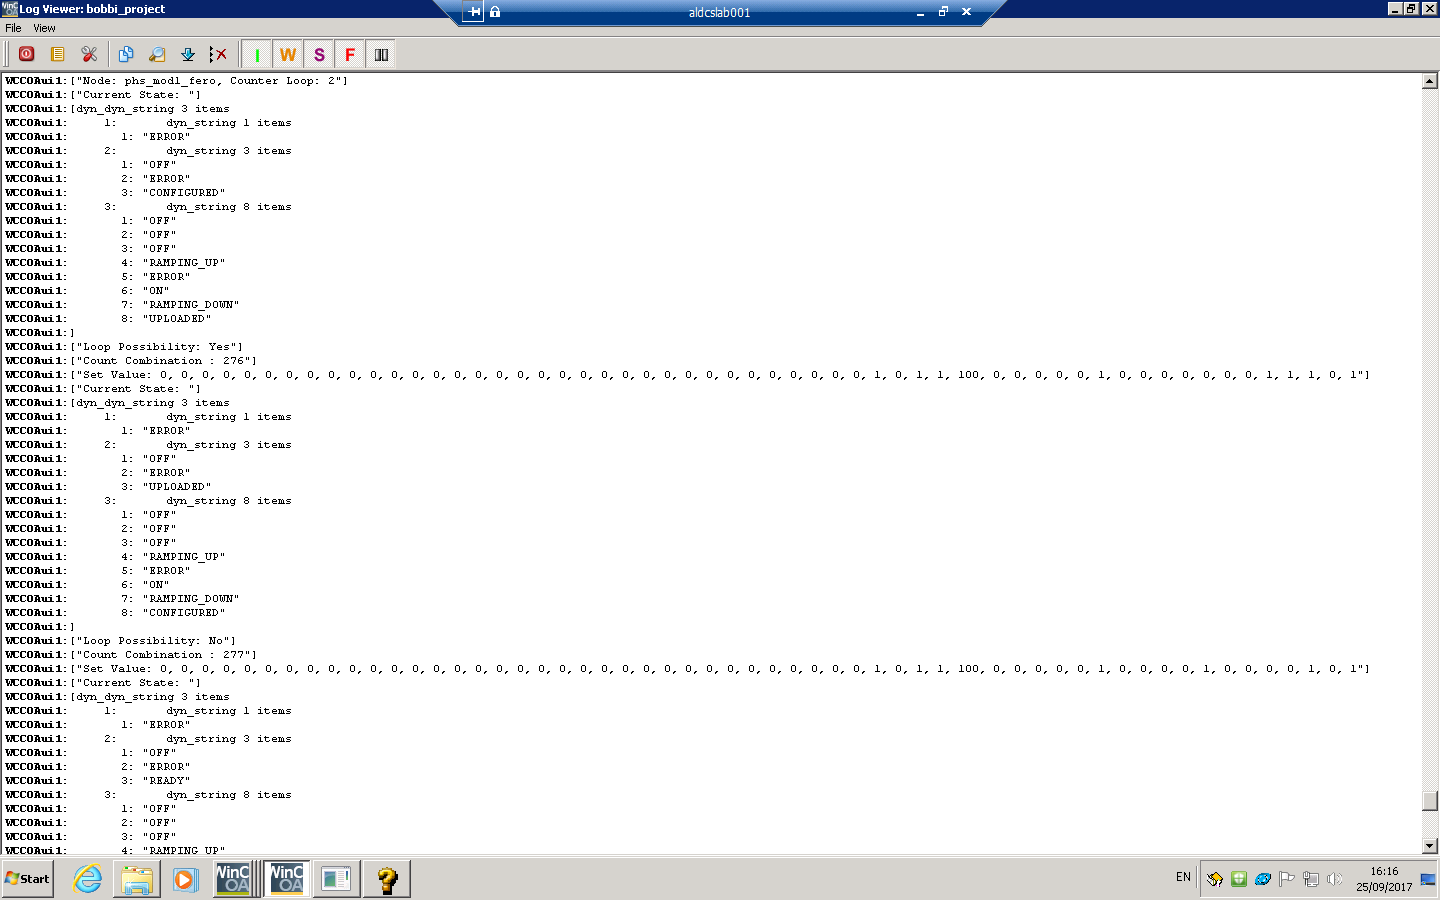 Log Viewer: bobbi_project
aldcslab001
File View
I W S F
WCCOAui1:["Node: phs_mod1_fero, Counter Loop: 2"]
WCCOAui1:["Current State: "]
WCCOAui1:[dyn_dyn_string 3 items
WCCOAui1: 1: dyn_string 1 items
WCCOAui1: 1: "ERROR"
WCCOAui1: 2: dyn_string 3 items
WCCOAui1: 1: "OFF"
WCCOAui1: 2: "ERROR"
WCCOAui1: 3: "CONFIGURED"
WCCOAui1: 3: dyn_string 8 items
WCCOAui1: 1: "OFF"
WCCOAui1: 2: "OFF"
WCCOAui1: 3: "OFF"
WCCOAui1: 4: "RAMPING_UP"
WCCOAui1: 5: "ERROR"
WCCOAui1: 6: "ON"
WCCOAui1: 7: "RAMPING_DOWN"
WCCOAui1: 8: "UPLOADED"
WCCOAui1:]
WCCOAui1:["Loop Possibility: Yes"]
WCCOAui1:["Count Combination : 276"]
WCCOAui1:["Set Value: 0, 0, 0, 0, 0, 0, 0, 0, 0, 0, 0, 0, 0, 0, 0, 0, 0, 0, 0, 0, 0, 0, 0, 0, 0, 0, 0, 0, 0, 0, 0, 0, 0, 0, 1, 0, 1, 1, 100, 0, 0, 0, 0, 0, 1, 0, 0, 0, 0, 0, 0, 0, 1, 1, 1, 0, 1"]
WCCOAui1:["Current State: "]
WCCOAui1:[dyn_dyn_string 3 items
WCCOAui1: 1: dyn_string 1 items
WCCOAui1: 1: "ERROR"
WCCOAui1: 2: dyn_string 3 items
WCCOAui1: 1: "OFF"
WCCOAui1: 2: "ERROR"
WCCOAui1: 3: "UPLOADED"
WCCOAui1: 3: dyn_string 8 items
WCCOAui1: 1: "OFF"
WCCOAui1: 2: "OFF"
WCCOAui1: 3: "OFF"
WCCOAui1: 4: "RAMPING_UP"
WCCOAui1: 5: "ERROR"
WCCOAui1: 6: "ON"
WCCOAui1: 7: "RAMPING_DOWN"
WCCOAui1: 8: "CONFIGURED"
WCCOAui1:]
WCCOAui1:["Loop Possibility: No"]
WCCOAui1:["Count Combination : 277"]
WCCOAui1:["Set Value: 0, 0, 0, 0, 0, 0, 0, 0, 0, 0, 0, 0, 0, 0, 0, 0, 0, 0, 0, 0, 0, 0, 0, 0, 0, 0, 0, 0, 0, 0, 0, 0, 0, 0, 1, 0, 1, 1, 100, 0, 0, 0, 0, 0, 1, 0, 0, 0, 0, 1, 0, 0, 0, 0, 1, 0, 1"]
WCCOAui1:["Current State: "]
WCCOAui1:[dyn_dyn_string 3 items
WCCOAui1: 1: dyn_string 1 items
WCCOAui1: 1: "ERROR"
WCCOAui1: 2: dyn_string 3 items
WCCOAui1: 1: "OFF"
WCCOAui1: 2: "ERROR"
WCCOAui1: 3: "READY"
WCCOAui1: 3: dyn_string 8 items
WCCOAui1: 1: "OFF"
WCCOAui1: 2: "OFF"
WCCOAui1: 3: "OFF"
WCCOAui1: 4: "RAMPING_UP"
Start
WinCC OA
WinCC OA
EN
16:16
25/09/2017